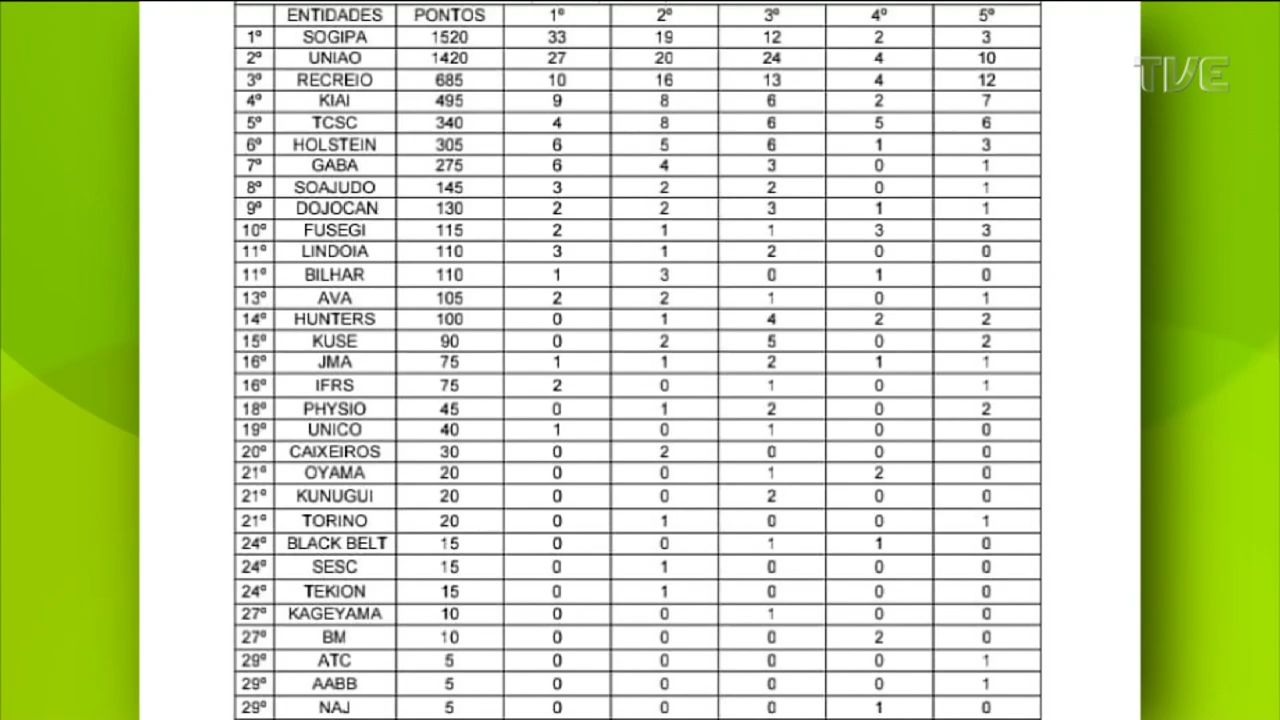 ENTIDADES PONTOS 1º 2º 3º 4º 5º
1º SOGIPA 1520 33 19 12 2 3
2º UNIAO 1420 27 20 24 4 10
3º RECREIO 685 10 16 13 4 12
4º KIAI 495 9 8 6 2 7
5º TCSC 340 4 8 6 5 6
6º HOLSTEIN 305 6 5 6 1 3
7º GABA 275 6 4 3 0 1
8º SOAJUDO 145 3 2 2 0 1
9º DOJOCAN 130 2 2 3 1 1
10º FUSEGI 115 2 1 1 3 3
11º LINDOIA 110 3 1 2 0 0
11º BILHAR 110 1 3 0 1 0
13º AVA 105 2 2 1 0 1
14º HUNTERS 100 0 1 4 2 2
15º KUSE 90 0 2 5 0 2
16º JMA 75 1 1 2 1 1
16º IFRS 75 2 0 1 0 1
18º PHYSIO 45 0 1 2 0 2
19º UNICO 40 1 0 1 0 0
20º CAIXEIROS 30 0 2 0 0 0
21º OYAMA 20 0 0 1 2 0
21º KUNUGUI 20 0 0 2 0 0
21º TORINO 20 0 1 0 0 1
24º BLACK BELT 15 0 0 1 1 0
24º SESC 15 0 1 0 0 0
24º TEKION 15 0 1 0 0 0
27º KAGEYAMA 10 0 0 1 0 0
27º BM 10 0 0 0 2 0
29º ATC 5 0 0 0 0 1
29º AABB 5 0 0 0 0 1
29º NAJ 5 0 0 0 1 0
TVE